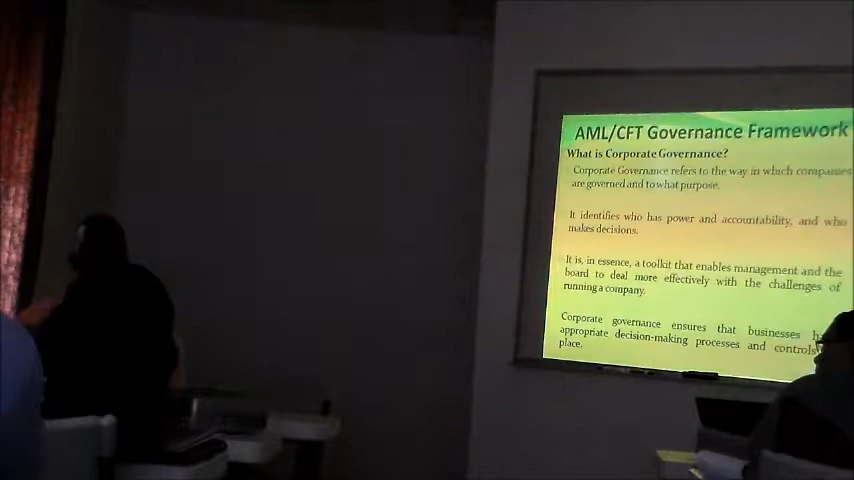 AML/CFT Governance Framework
What is Corporate Governance?
Corporate Governance refers to the way in which companies
are governed and to what purpose.
It identifies who has power and accountability, and who
makes decisions.
It is, in essence, a toolkit that enables management and the
board to deal more effectively with the challenges of
running a company.
Corporate governance ensures that businesses
appropriate decision-making processes and controls
place.